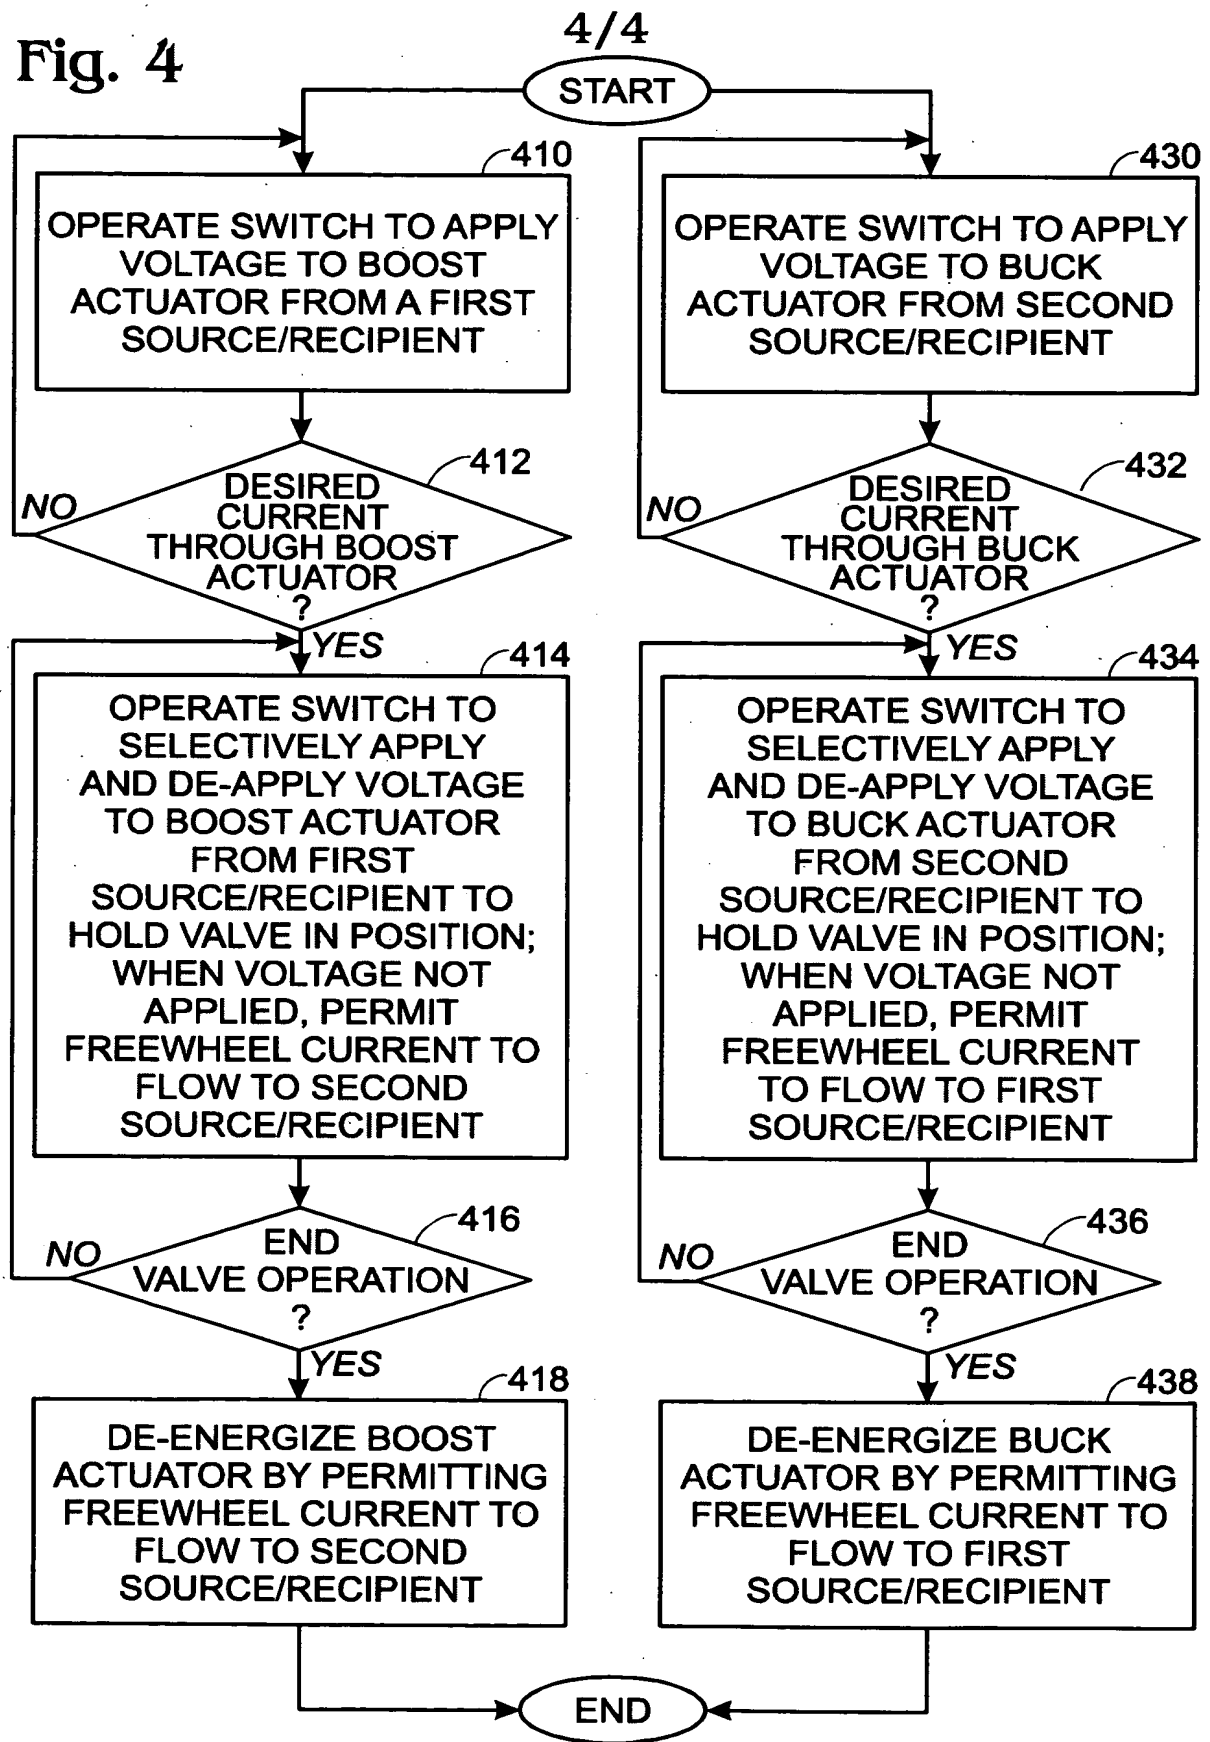 4/4
Fig. 4
START
410
OPERATE SWITCH TO APPLY
VOLTAGE TO BOOST
ACTUATOR FROM A FIRST
SOURCE/RECIPIENT
412
DESIRED
CURRENT
THROUGH BOOST
ACTUATOR
?
NO
YES
414
OPERATE SWITCH TO
SELECTIVELY APPLY
AND DE-APPLY VOLTAGE
TO BOOST ACTUATOR
FROM FIRST
SOURCE/RECIPIENT TO
HOLD VALVE IN POSITION;
WHEN VOLTAGE NOT
APPLIED, PERMIT
FREEWHEEL CURRENT TO
FLOW TO SECOND
SOURCE/RECIPIENT
416
END
VALVE OPERATION
?
NO
YES
418
DE-ENERGIZE BOOST
ACTUATOR BY PERMITTING
FREEWHEEL CURRENT TO
FLOW TO SECOND
SOURCE/RECIPIENT
430
OPERATE SWITCH TO APPLY
VOLTAGE TO BUCK
ACTUATOR FROM SECOND
SOURCE/RECIPIENT
432
DESIRED
CURRENT
THROUGH BUCK
ACTUATOR
?
NO
YES
434
OPERATE SWITCH TO
SELECTIVELY APPLY
AND DE-APPLY VOLTAGE
TO BUCK ACTUATOR
FROM SECOND
SOURCE/RECIPIENT TO
HOLD VALVE IN POSITION;
WHEN VOLTAGE NOT
APPLIED, PERMIT
FREEWHEEL CURRENT
TO FLOW TO FIRST
SOURCE/RECIPIENT
436
END
VALVE OPERATION
?
NO
YES
438
DE-ENERGIZE BUCK
ACTUATOR BY PERMITTING
FREEWHEEL CURRENT TO
FLOW TO FIRST
SOURCE/RECIPIENT
END